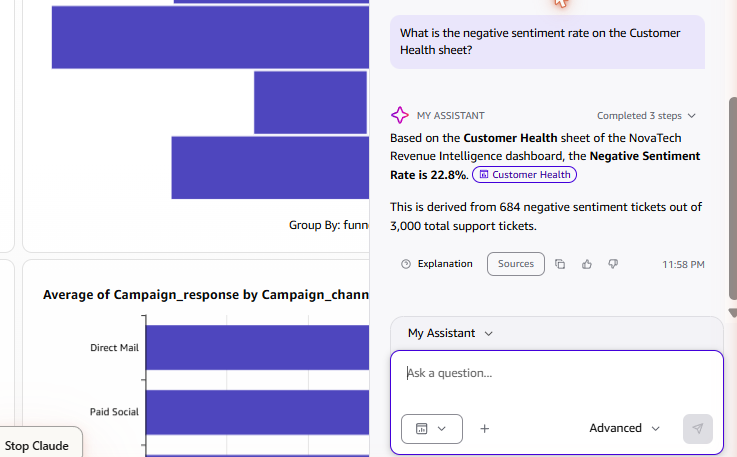 What is the negative sentiment rate on the Customer
Health sheet?
MY ASSISTANT
Completed 3 steps
Based on the Customer Health sheet of the NovaTech
Revenue Intelligence dashboard, the Negative Sentiment
Rate is 22.8%. Customer Health
This is derived from 684 negative sentiment tickets out of
3,000 total support tickets.
Explanation
Sources
11:58 PM
My Assistant
Ask a question...
Advanced
Group By: funn
Average of Campaign_response by Campaign_chann
Direct Mail
Paid Social
Stop Claude